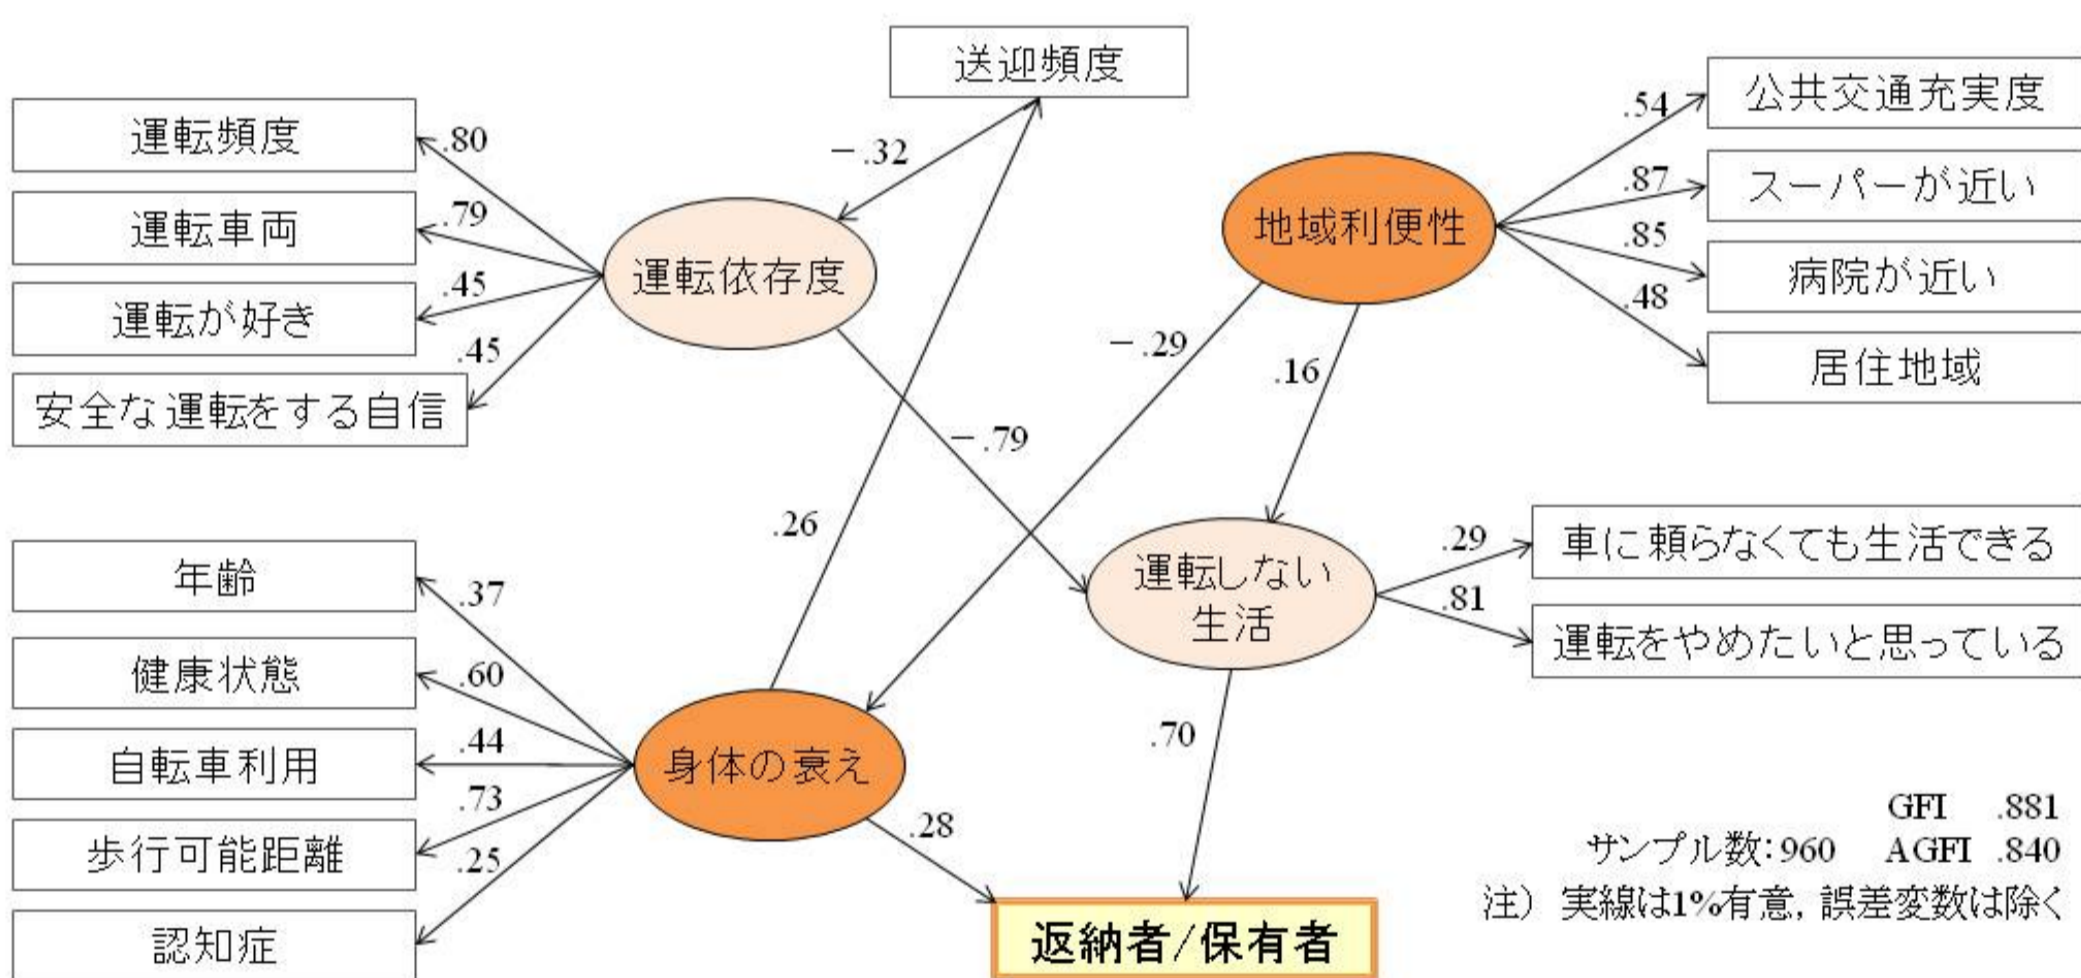 送迎頻度
運転頻度
運転車両
運転が好き
安全な運転をする自信
.80
.79
.45
.45
運転依存度
－.32
地域利便性
.54
.87
.85
.48
公共交通充実度
スーパーが近い
病院が近い
居住地域
－.29
.16
－.79
.26
年齢
健康状態
自転車利用
歩行可能距離
認知症
.37
.60
.44
.73
.25
身体の衰え
運転しない
生活
.29
.81
車に頼らなくても生活できる
運転をやめたいと思っている
.70
.28
返納者/保有者
GFI .881
サンプル数:960 AGFI .840
注） 実線は1%有意, 誤差変数は除く